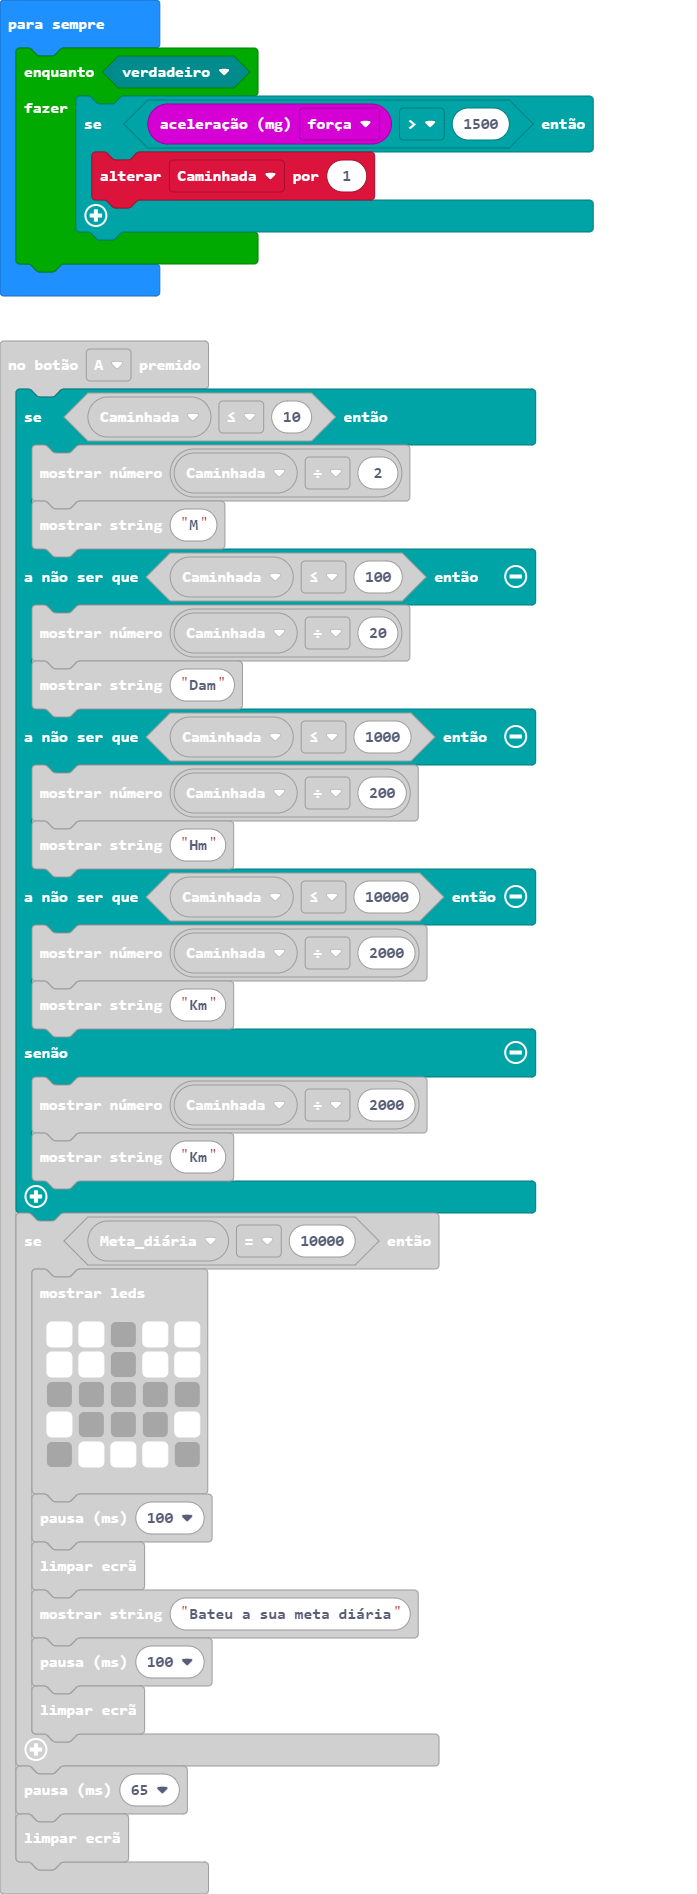 para sempre
enquanto verdadeiro
fazer
se aceleração (mg) força > 1500 então
alterar Caminhada por 1
no botão A premido
se Caminhada ≤ 10 então
mostrar número Caminhada ÷ 2
mostrar string "M"
a não ser que Caminhada ≤ 100 então
mostrar número Caminhada ÷ 20
mostrar string "Dam"
a não ser que Caminhada ≤ 1000 então
mostrar número Caminhada ÷ 200
mostrar string "Hm"
a não ser que Caminhada ≤ 10000 então
mostrar número Caminhada ÷ 2000
mostrar string "Km"
senão
mostrar número Caminhada ÷ 2000
mostrar string "Km"
se Meta_diária = 10000 então
mostrar leds
pausa (ms) 100
limpar ecrã
mostrar string "Bateu a sua meta diária"
pausa (ms) 100
limpar ecrã
pausa (ms) 65
limpar ecrã